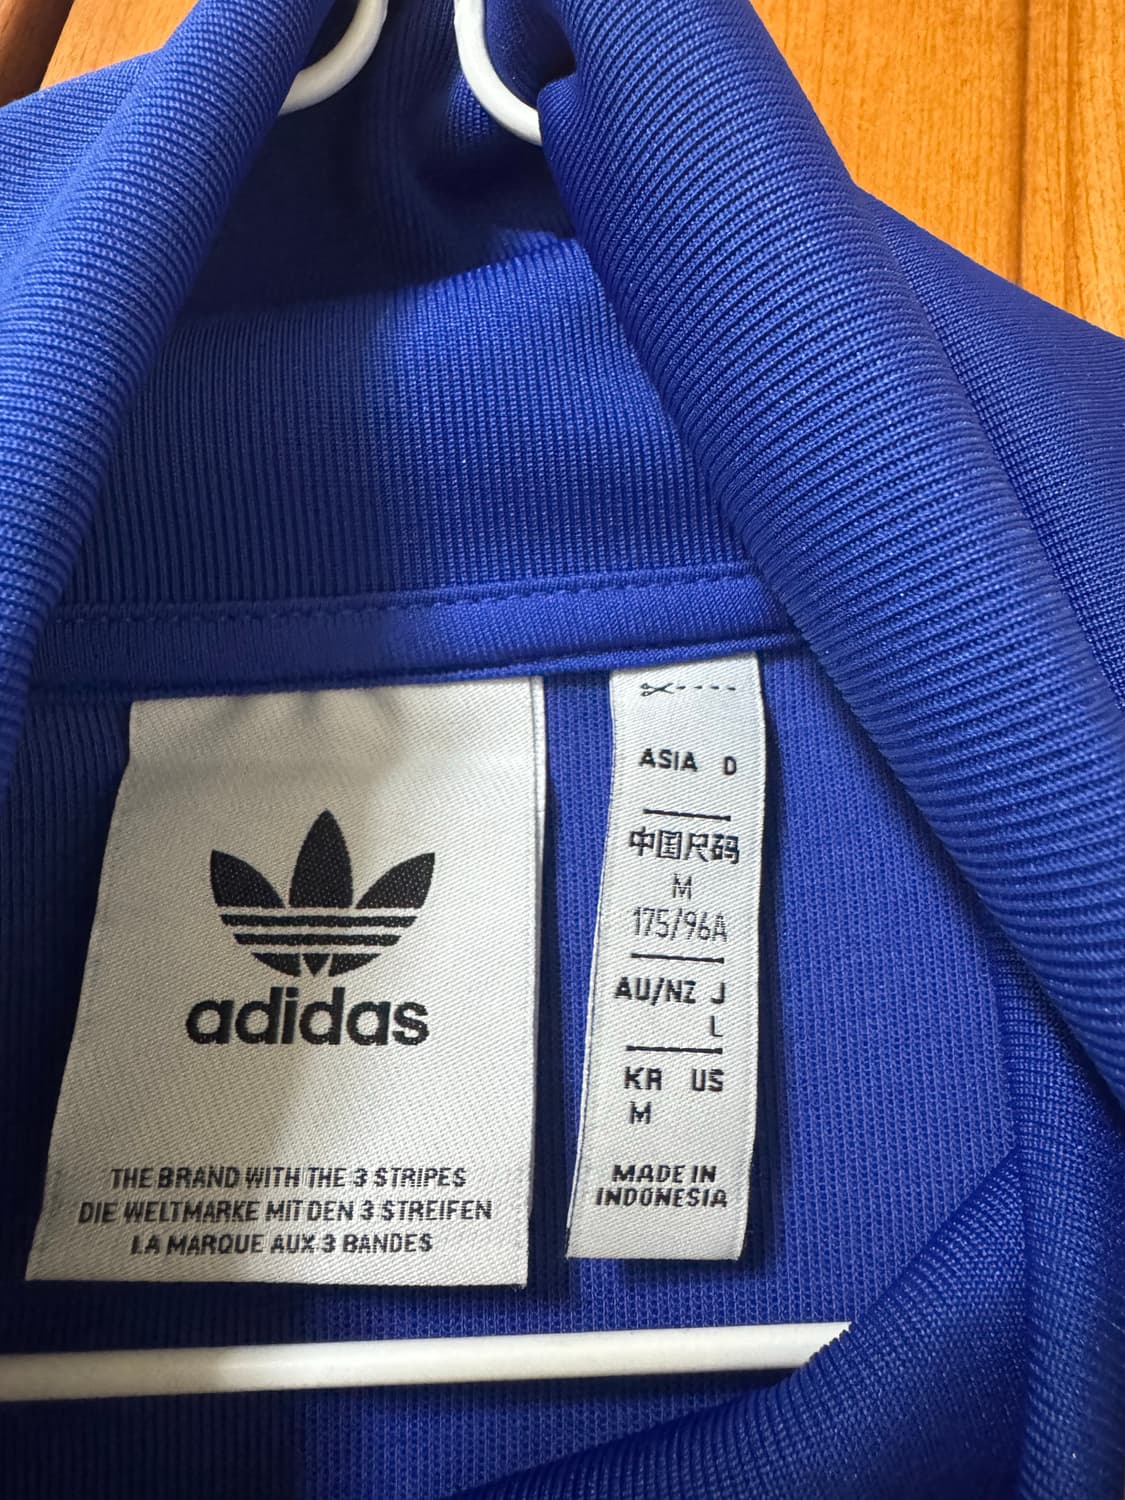 adidas
THE BRAND WITH THE 3 STRIPES
DIE WELTMARKE MIT DEN 3 STREIFEN
LA MARQUE AUX 3 BANDES
ASIA D
中国尺码
M
175/96A
AU/NZ J
L
KR US
M
MADE IN
INDONESIA